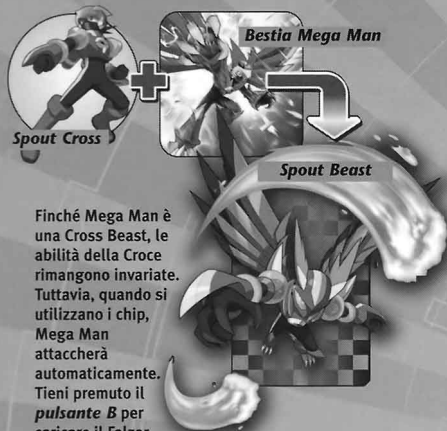 Bestia Mega Man
Spout Cross
Spout Beast
Finché Mega Man è
una Cross Beast, le
abilità della Croce
rimangono invariate.
Tuttavia, quando si
utilizzano i chip,
Mega Man
attaccherà
automaticamente.
Tieni premuto il
pulsante B per